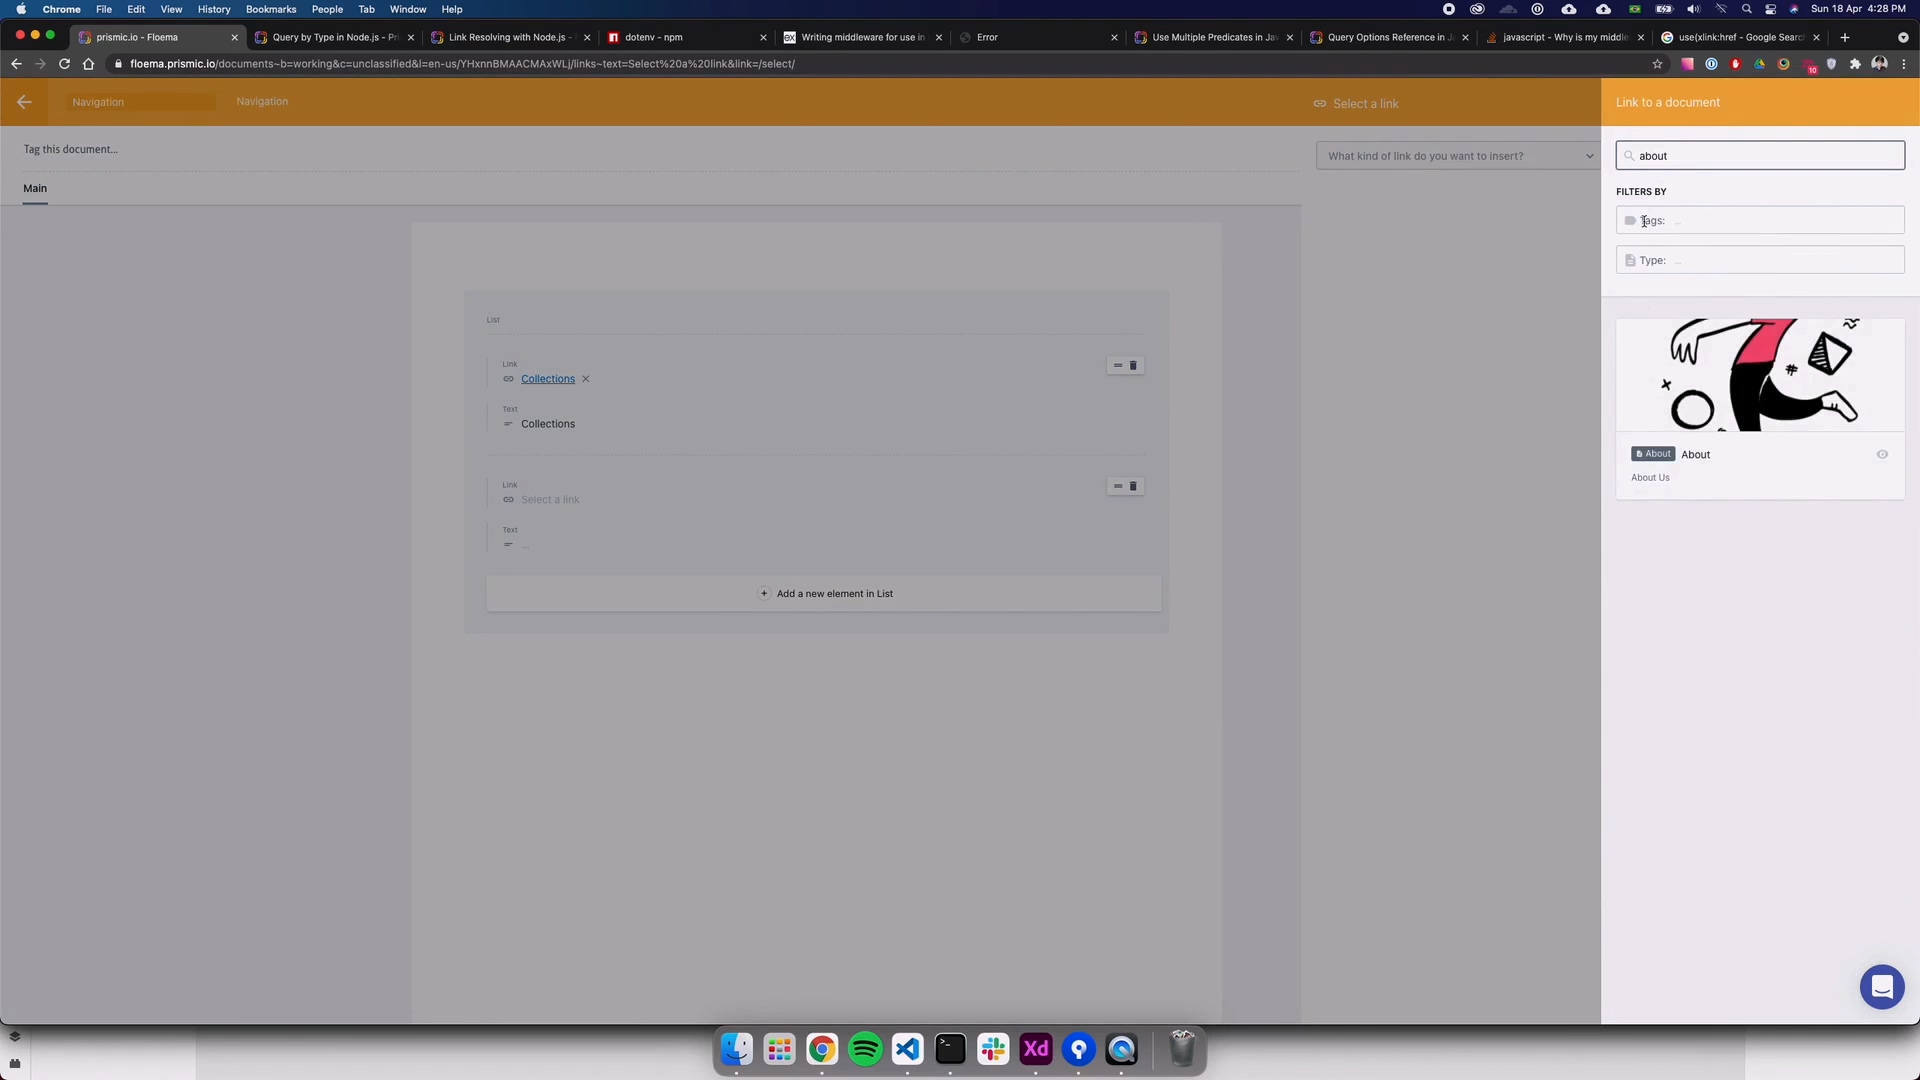 Chrome File Edit View History Bookmarks People Tab Window Help
Sun 18 Apr 4:28 PM
prismic.io - Floema
Query by Type in Node.js - Pr
Link Resolving with Node.js -
dotenv - npm
Writing middleware for use in
Error
Use Multiple Predicates in Jav
Query Options Reference in J
javascript - Why is my middle
use(xlink:href - Google Search
floema.prismic.io/documents~b=working&c=unclassified&l=en-us/YHxnnBMAACMAxWLj/links~text=Select%20a%20link&link=/select/
10
Navigation
Navigation
Select a link
Link to a document
Tag this document...
What kind of link do you want to insert?
about
Main
FILTERS BY
Tags: ...
Type: ...
List
Link
Collections
Text
Collections
About About
About Us
Link
Select a link
Text
...
Add a new element in List
Xd